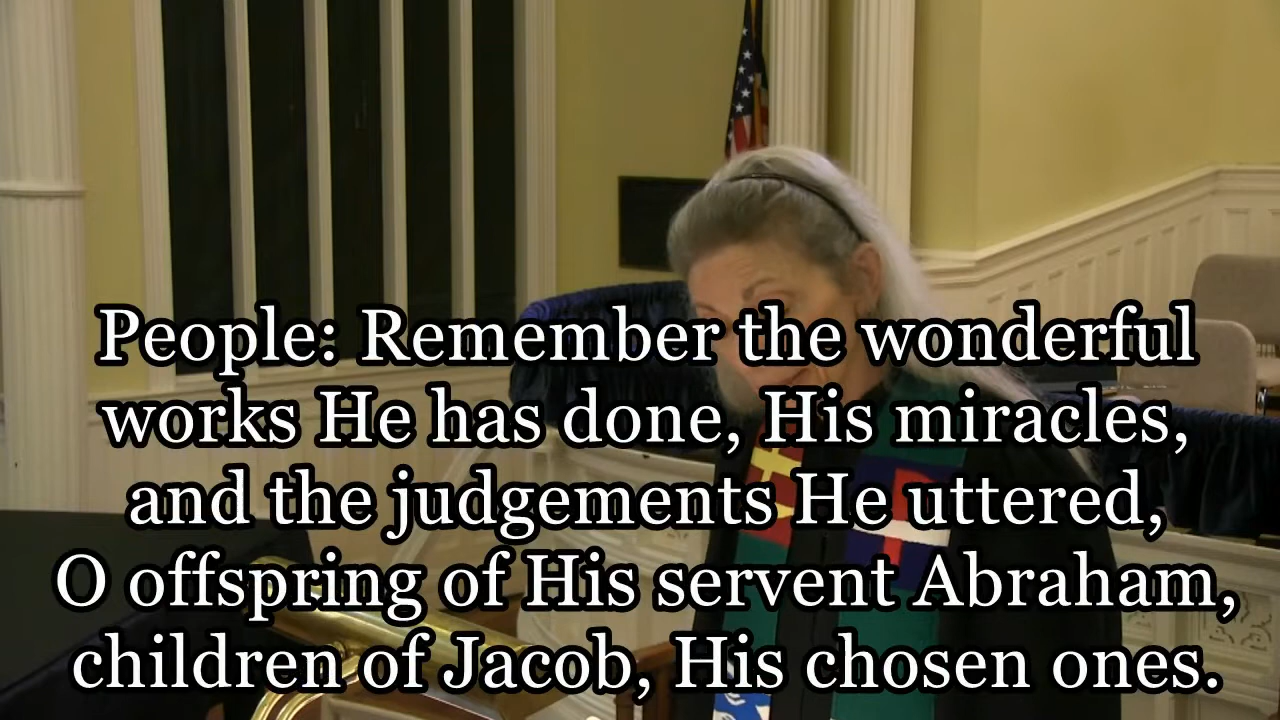 People: Remember the wonderful
works He has done, His miracles,
and the judgements He uttered,
O offspring of His servent Abraham,
children of Jacob, His chosen ones.